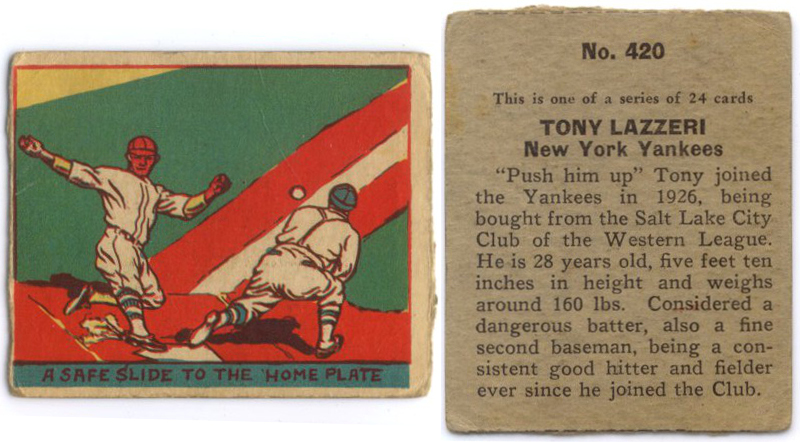 A SAFE SLIDE TO THE HOME PLATE
No. 420
This is one of a series of 24 cards
TONY LAZZERI
New York Yankees
"Push him up" Tony joined
the Yankees in 1926, being
bought from the Salt Lake City
Club of the Western League.
He is 28 years old, five feet ten
inches in height and weighs
around 160 lbs. Considered a
dangerous batter, also a fine
second baseman, being a con-
sistent good hitter and fielder
ever since he joined the Club.